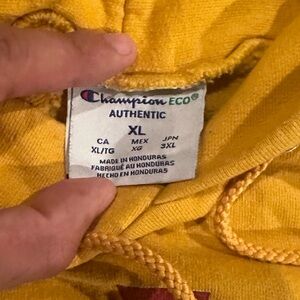 Champion ECO
AUTHENTIC
XL
CA MEX JPN
XL/TG XG 3XL
MADE IN HONDURAS
FABRIQUÉ AU HONDURAS
HECHO EN HONDURAS